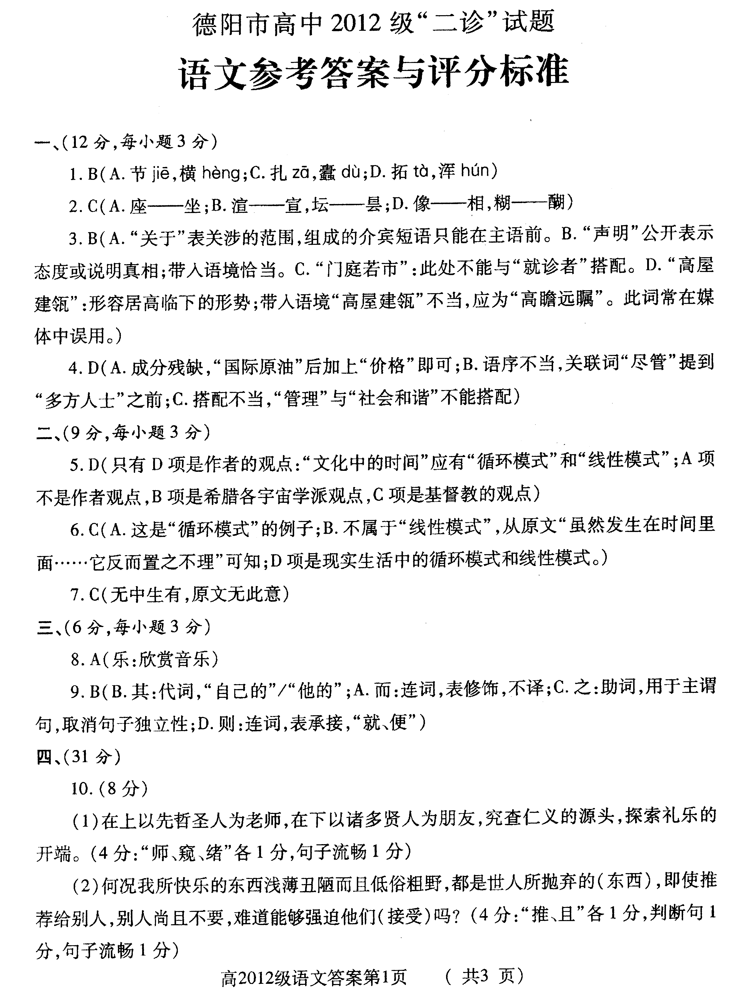 德阳市高中2012级“二诊”试题
语文参考答案与评分标准
一、(12分,每小题3分)
1. B(A. 节 jiē,横 hèng;C. 扎 zā,蠹 dù;D. 拓 tà,浑 hún)
2. C(A. 座——坐;B. 渲——宣,坛——昙;D. 像——相,糊——醐)
3. B(A. “关于”表关涉的范围,组成的介宾短语只能在主语前。B. “声明”公开表示
态度或说明真相;带入语境恰当。C. “门庭若市”:此处不能与“就诊者”搭配。D. “高屋
建瓴”:形容居高临下的形势;带入语境“高屋建瓴”不当,应为“高瞻远瞩”。此词常在媒
体中误用。)
4. D(A. 成分残缺,“国际原油”后加上“价格”即可;B. 语序不当,关联词“尽管”提到
“多方人士”之前;C. 搭配不当,“管理”与“社会和谐”不能搭配)
二、(9分,每小题3分)
5. D(只有 D 项是作者的观点:“文化中的时间”应有“循环模式”和“线性模式”;A 项
不是作者观点,B 项是希腊各宇宙学派观点,C 项是基督教的观点)
6. C(A. 这是“循环模式”的例子;B. 不属于“线性模式”,从原文“虽然发生在时间里
面……它反而置之不理”可知;D 项是现实生活中的循环模式和线性模式。)
7. C(无中生有,原文无此意)
三、(6分,每小题3分)
8. A(乐:欣赏音乐)
9. B(B. 其:代词,“自己的”/“他的”;A. 而:连词,表修饰,不译;C. 之:助词,用于主谓
句,取消句子独立性;D. 则:连词,表承接,“就、便”)
四、(31分)
10. (8分)
(1)在上以先哲圣人为老师,在下以诸多贤人为朋友,究查仁义的源头,探索礼乐的
开端。(4分:“师、窥、绪”各1分,句子流畅1分)
(2)何况我所快乐的东西浅薄丑陋而且低俗粗野,都是世人所抛弃的(东西),即使推
荐给别人,别人尚且不要,难道能够强迫他们(接受)吗?(4分:“推、且”各1分,判断句1
分,句子流畅1分)
高2012级语文答案第1页 (共3页)